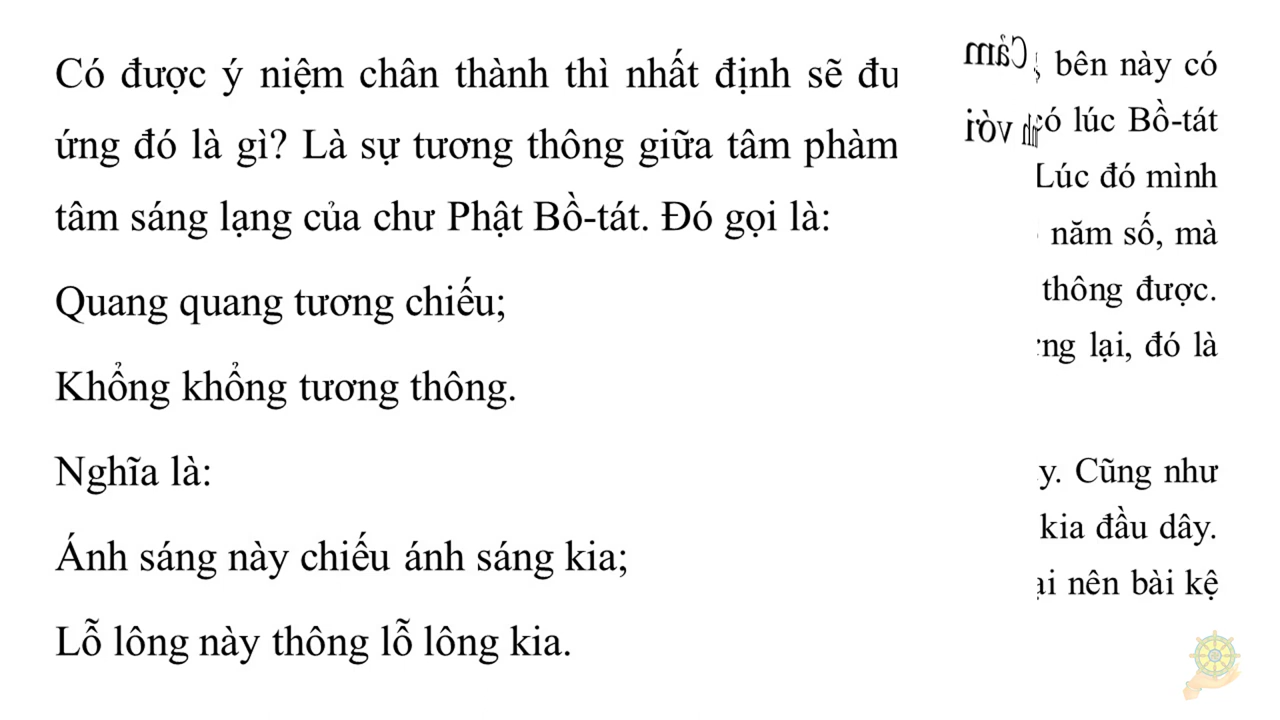 Có được ý niệm chân thành thì nhất định sẽ
ứng đó là gì? Là sự tương thông giữa tâm phàm
tâm sáng lạng của chư Phật Bồ-tát. Đó gọi là:
Quang quang tương chiếu;
Khổng khổng tương thông.
Nghĩa là:
Ánh sáng này chiếu ánh sáng kia;
Lỗ lông này thông lỗ lông kia.
Cảm
với
bên này có
có lúc Bồ-tát
Lúc đó mình
năm số, mà
thông được.
lại, đó là
Cũng như
kia đầu dây.
nên bài kệ